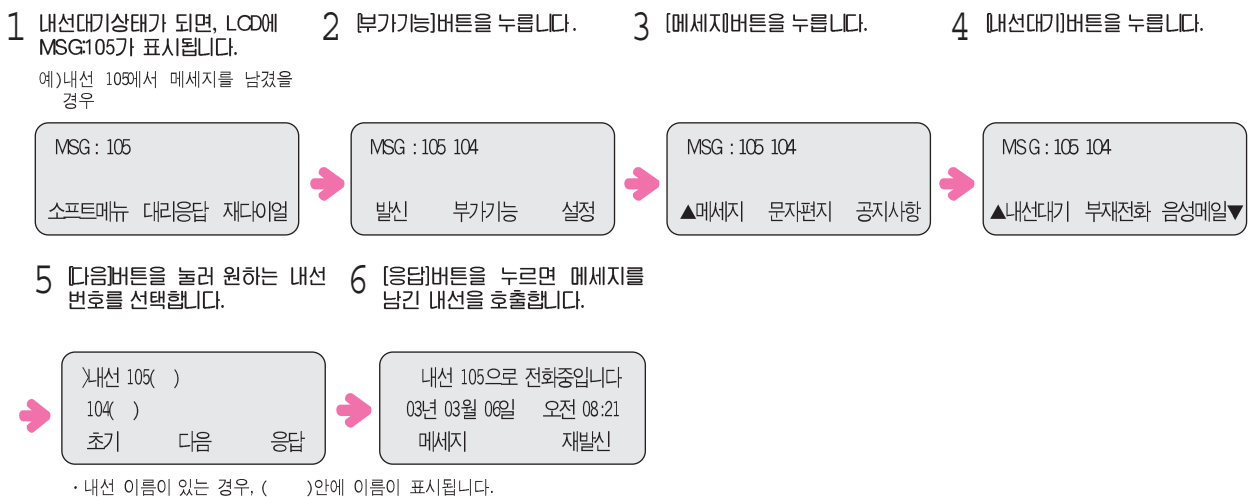 1 내선대기상태가 되면, LCD에
MSG:105가 표시됩니다.
예)내선 105에서 메세지를 남겼을
경우
MSG : 105
소프트메뉴 대리응답 재다이얼
2 [부가기능]버튼을 누릅니다.
MSG : 105 104
발신 부가기능 설정
3 [메세지]버튼을 누릅니다.
MSG : 105 104
▲메세지 문자편지 공지사항
4 [내선대기]버튼을 누릅니다.
MSG : 105 104
▲내선대기 부재전화 음성메일▼
5 [다음]버튼을 눌러 원하는 내선
번호를 선택합니다.
〉내선 105( )
104( )
초기 다음 응답
· 내선 이름이 있는 경우, ( )안에 이름이 표시됩니다.
6 [응답]버튼을 누르면 메세지를
남긴 내선을 호출합니다.
내선 105으로 전화중입니다
03년 03월 06일 오전 08:21
메세지 재발신